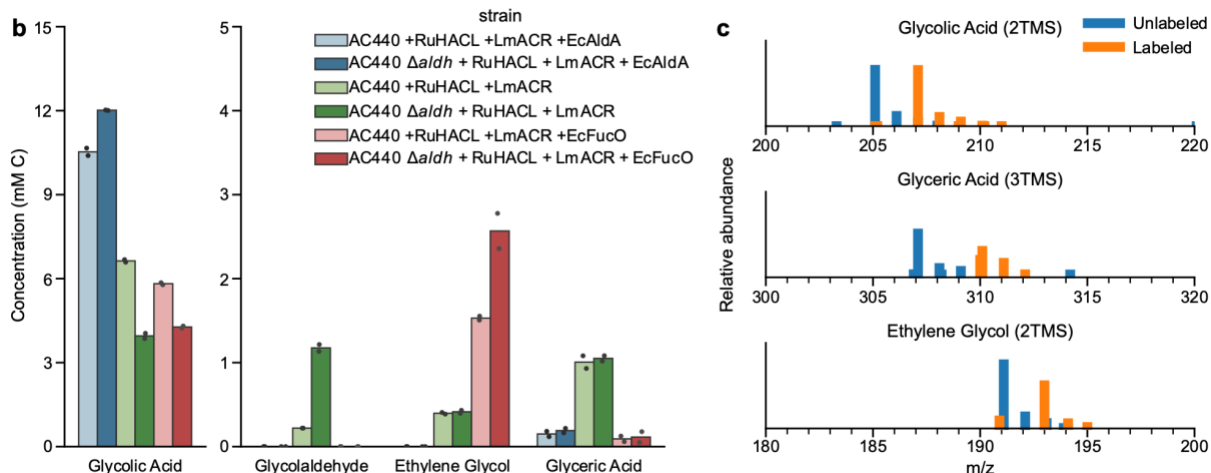 b
15
12
9
6
3
0
Concentration (mM C)
Glycolic Acid
5
4
3
2
1
0
strain
AC440 +RuHACL +LmACR +EcAldA
AC440 Δaldh + RuHACL + LmACR + EcAldA
AC440 +RuHACL +LmACR
AC440 Δaldh + RuHACL + LmACR
AC440 +RuHACL +LmACR +EcFucO
AC440 Δaldh + RuHACL + LmACR + EcFucO
Glycolaldehyde
Ethylene Glycol
Glyceric Acid
c
Unlabeled
Labeled
Relative abundance
Glycolic Acid (2TMS)
200 205 210 215 220
Glyceric Acid (3TMS)
300 305 310 315 320
Ethylene Glycol (2TMS)
180 185 190 195 200
m/z